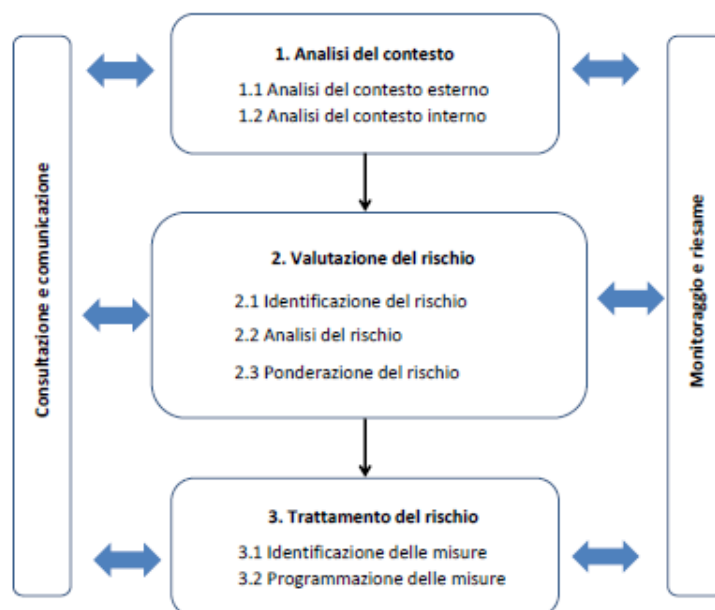 Consultazione e comunicazione
1. Analisi del contesto
1.1 Analisi del contesto esterno
1.2 Analisi del contesto interno
2. Valutazione del rischio
2.1 Identificazione del rischio
2.2 Analisi del rischio
2.3 Ponderazione del rischio
3. Trattamento del rischio
3.1 Identificazione delle misure
3.2 Programmazione delle misure
Monitoraggio e riesame